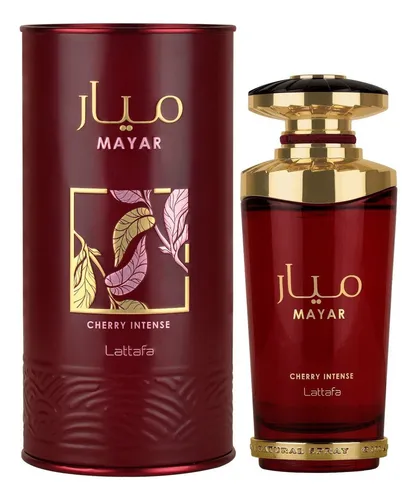 ميار
MAYAR
CHERRY INTENSE
Lattafa
ميار
MAYAR
CHERRY INTENSE
Lattafa
NATURAL SPRAY